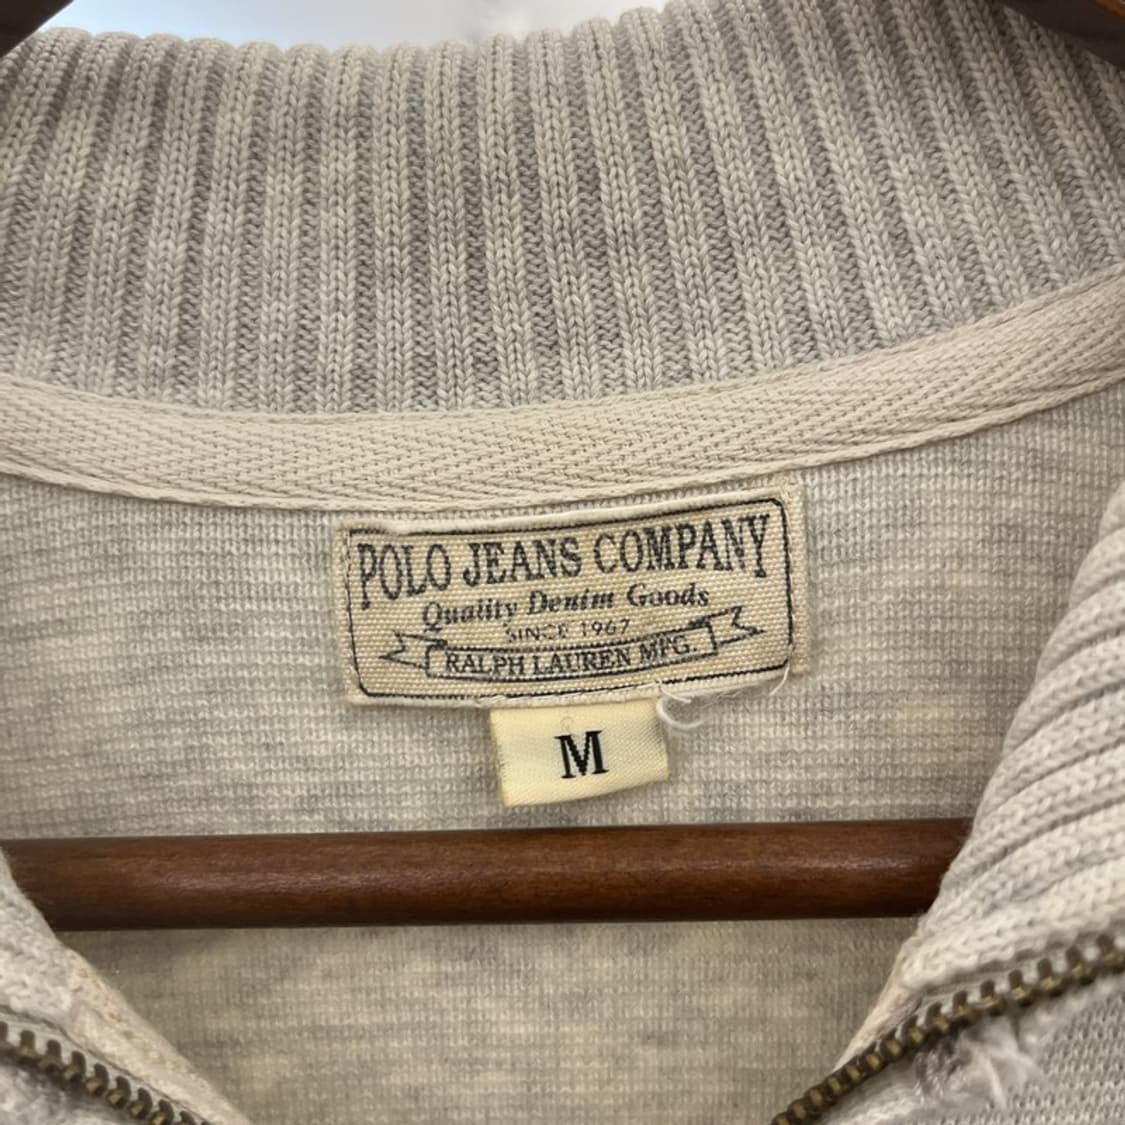 POLO JEANS COMPANY
Quality Denim Goods
SINCE 1967
RALPH LAUREN MFG.
M